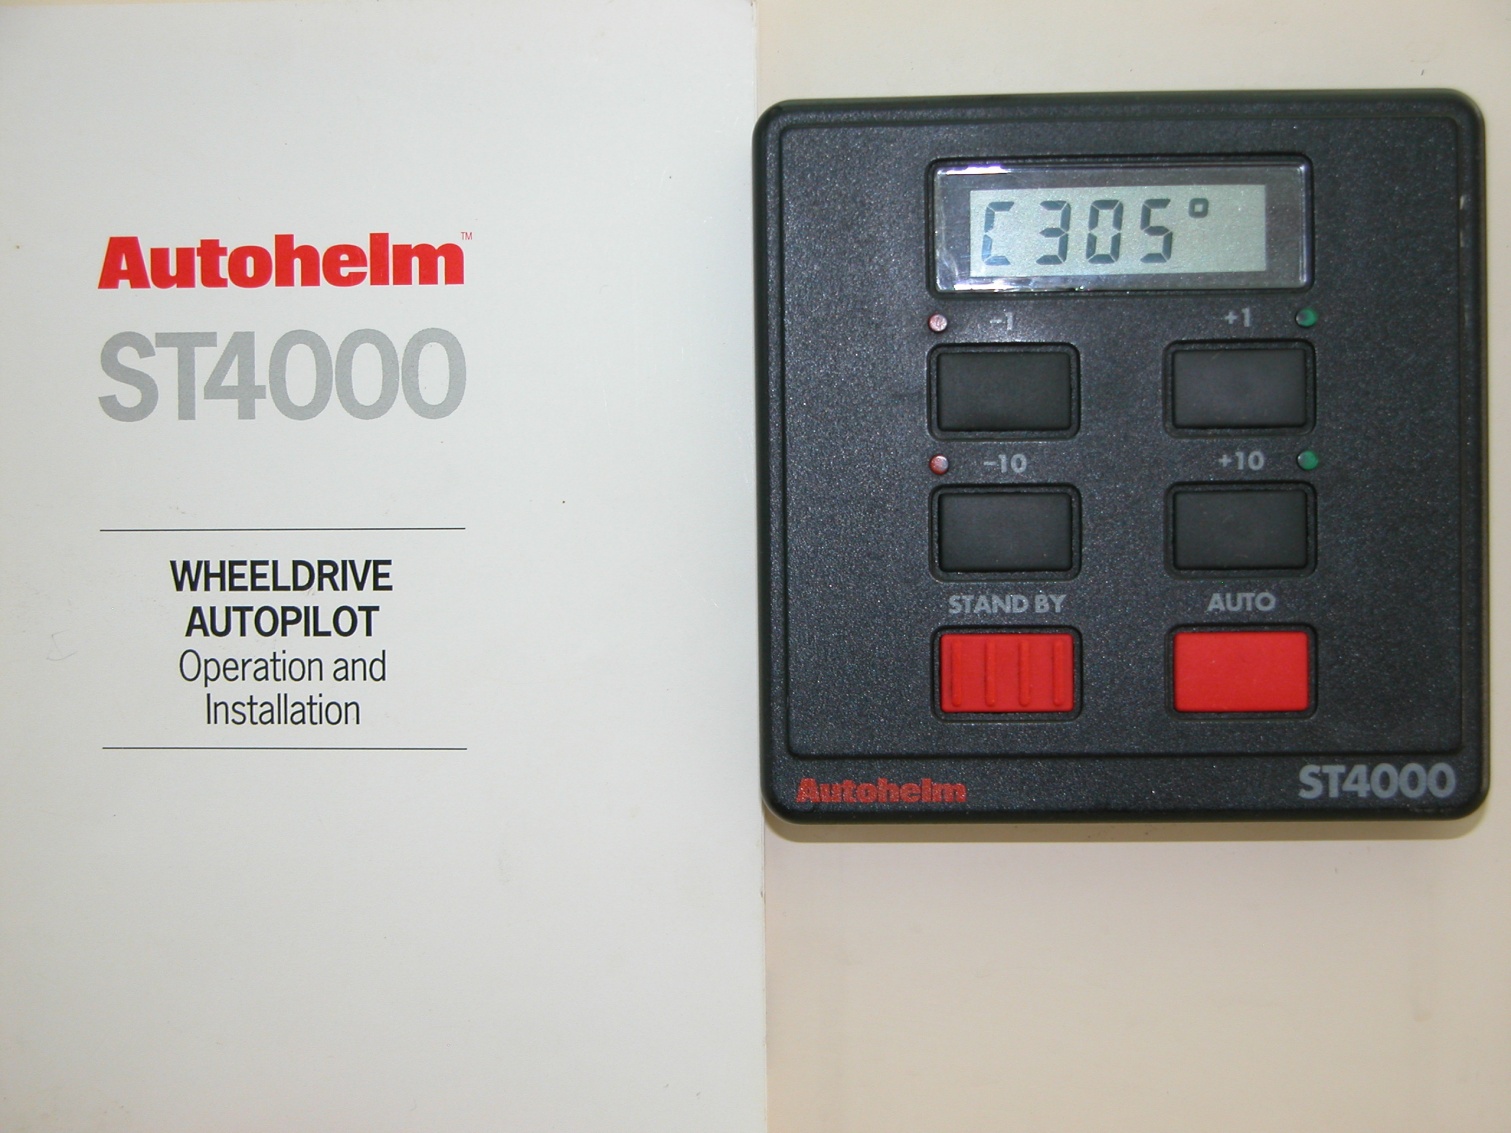 Autohelm™
ST4000
WHEELDRIVE
AUTOPILOT
Operation and
Installation
C305°
-1 +1
-10 +10
STAND BY AUTO
Autohelm ST4000